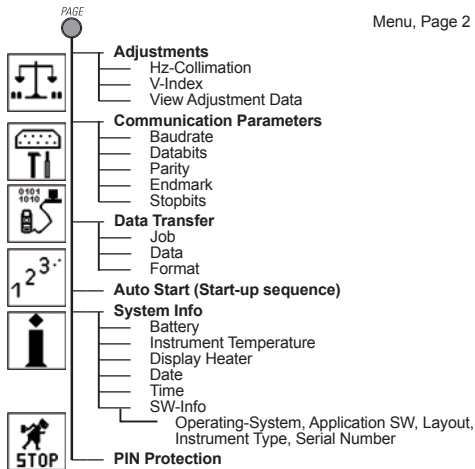 PAGE
Menu, Page 2
Adjustments
Hz-Collimation
V-Index
View Adjustment Data
Communication Parameters
Baudrate
Databits
Parity
Endmark
Stopbits
0101
1010
Data Transfer
Job
Data
Format
1 2 3..
Auto Start (Start-up sequence)
System Info
Battery
Instrument Temperature
Display Heater
Date
Time
SW-Info
Operating-System, Application SW, Layout,
Instrument Type, Serial Number
STOP
PIN Protection